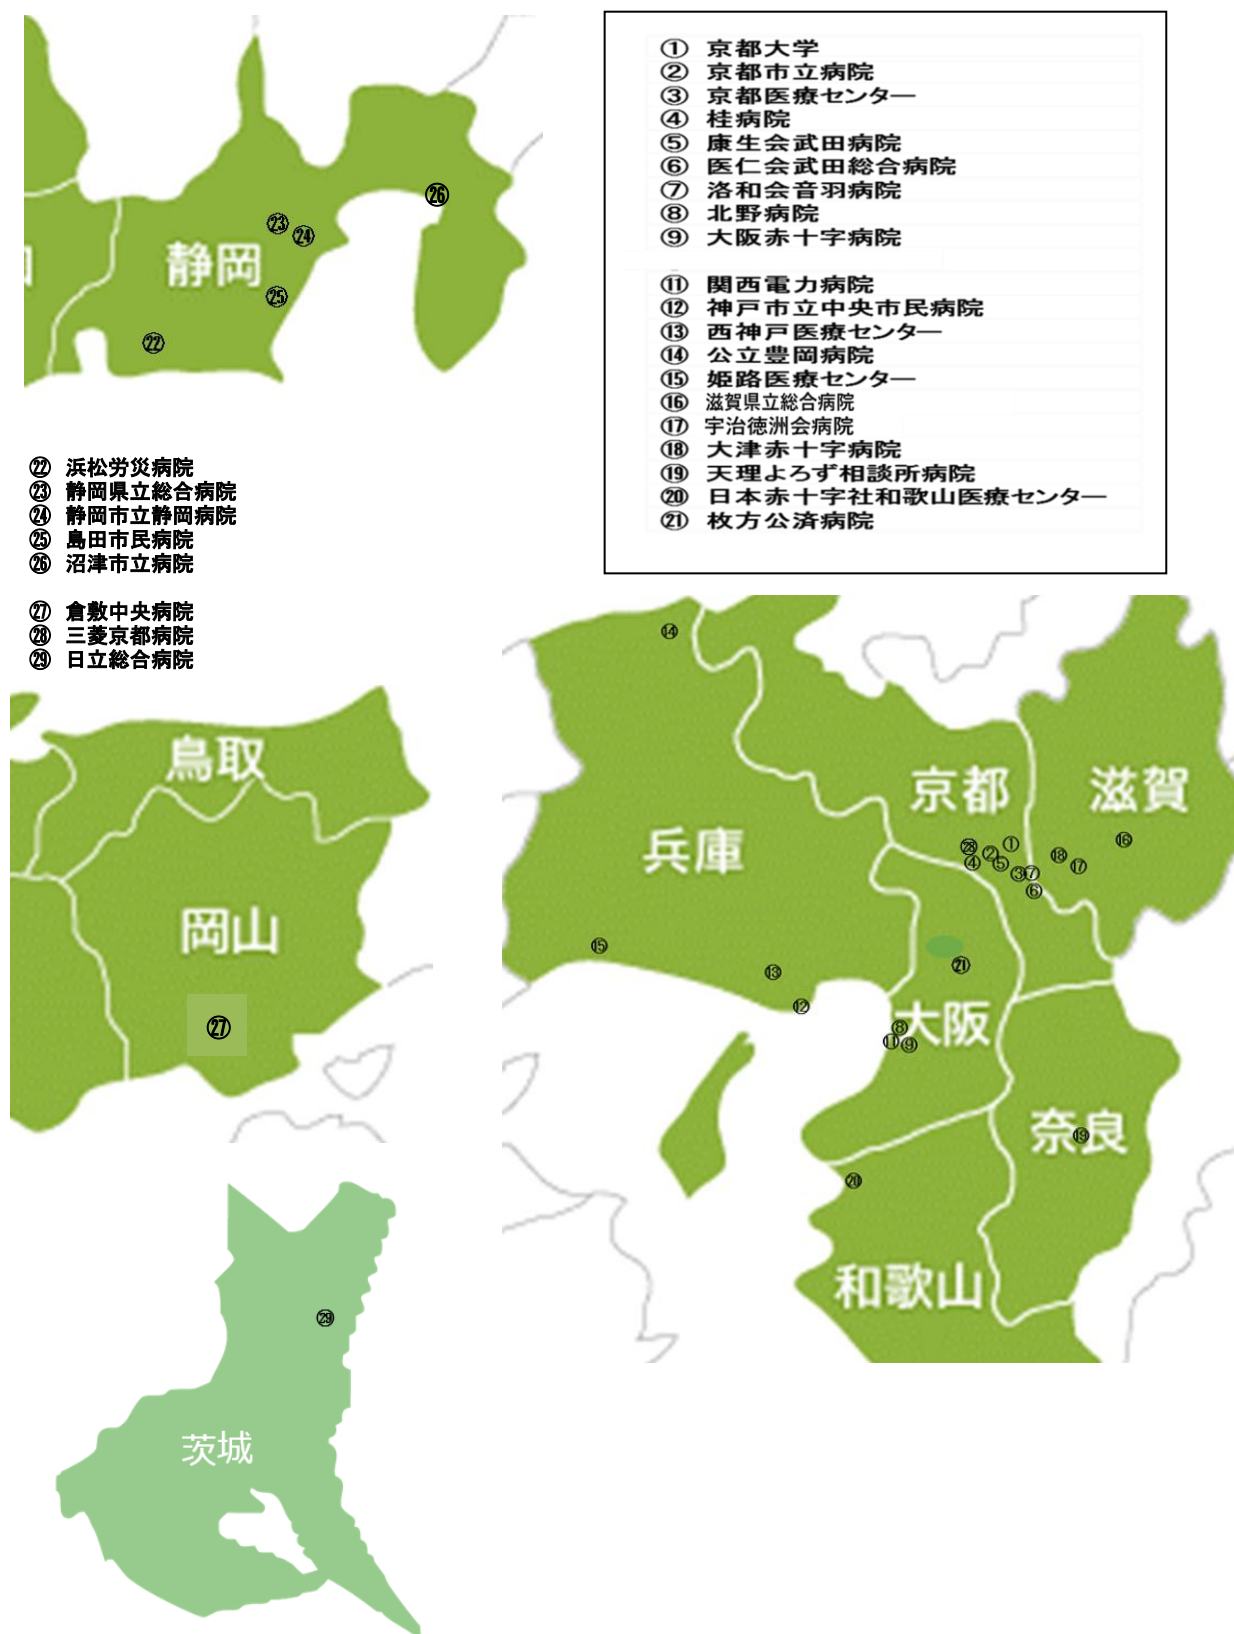 ① 京都大学
② 京都市立病院
③ 京都医療センター
④ 桂病院
⑤ 康生会武田病院
⑥ 医仁会武田総合病院
⑦ 洛和会音羽病院
⑧ 北野病院
⑨ 大阪赤十字病院
⑪ 関西電力病院
⑫ 神戸市立中央市民病院
⑬ 西神戸医療センター
⑭ 公立豊岡病院
⑮ 姫路医療センター
⑯ 滋賀県立総合病院
⑰ 宇治徳洲会病院
⑱ 大津赤十字病院
⑲ 天理よろず相談所病院
⑳ 日本赤十字社和歌山医療センター
㉑ 枚方公済病院
㉖
㉓
㉔
静岡
㉕
㉒
㉒ 浜松労災病院
㉓ 静岡県立総合病院
㉔ 静岡市立静岡病院
㉕ 島田市民病院
㉖ 沼津市立病院
㉗ 倉敷中央病院
㉘ 三菱京都病院
㉙ 日立総合病院
鳥取
岡山
㉗
⑭
京都
滋賀
兵庫
㉘ ② ① ⑱ ⑯
④ ⑤ ③ ⑦ ⑰
⑥
⑮
⑬
㉑
⑫
大阪
⑧
⑪ ⑨
奈良
⑲
⑳
和歌山
㉙
茨城